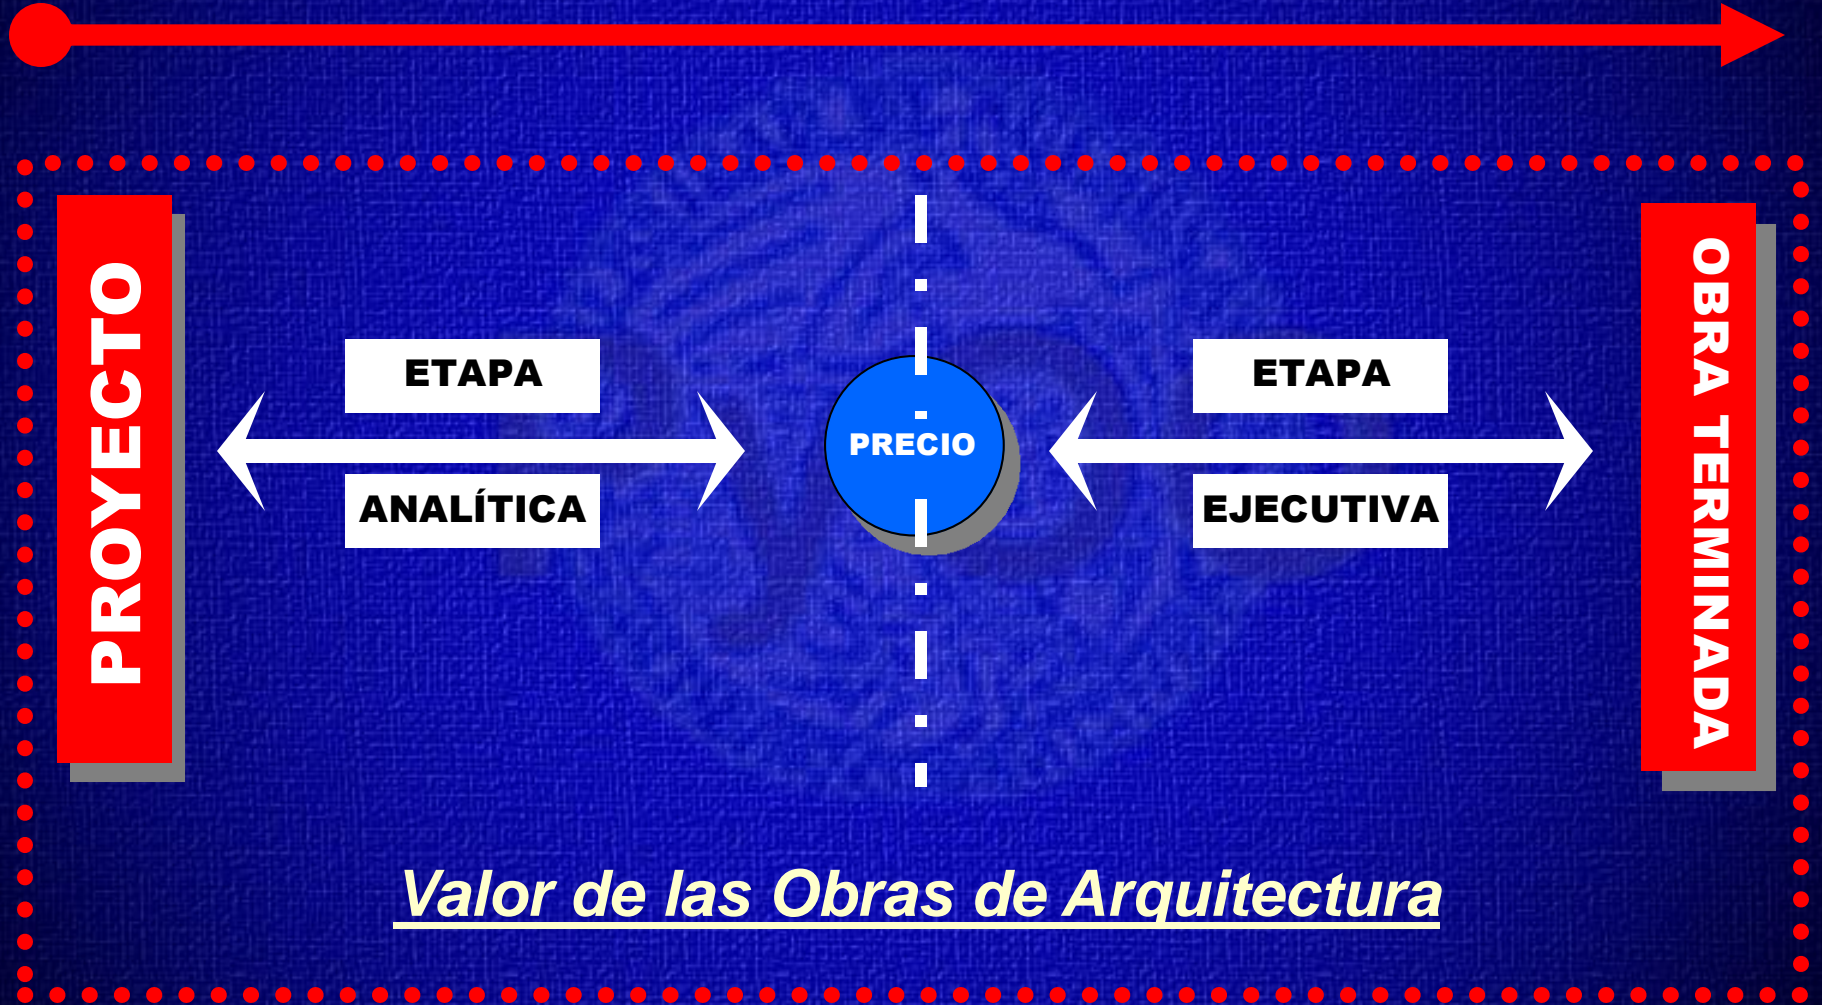 PROYECTO
ETAPA
ANALÍTICA
PRECIO
ETAPA
EJECUTIVA
OBRA TERMINADA
Valor de las Obras de Arquitectura